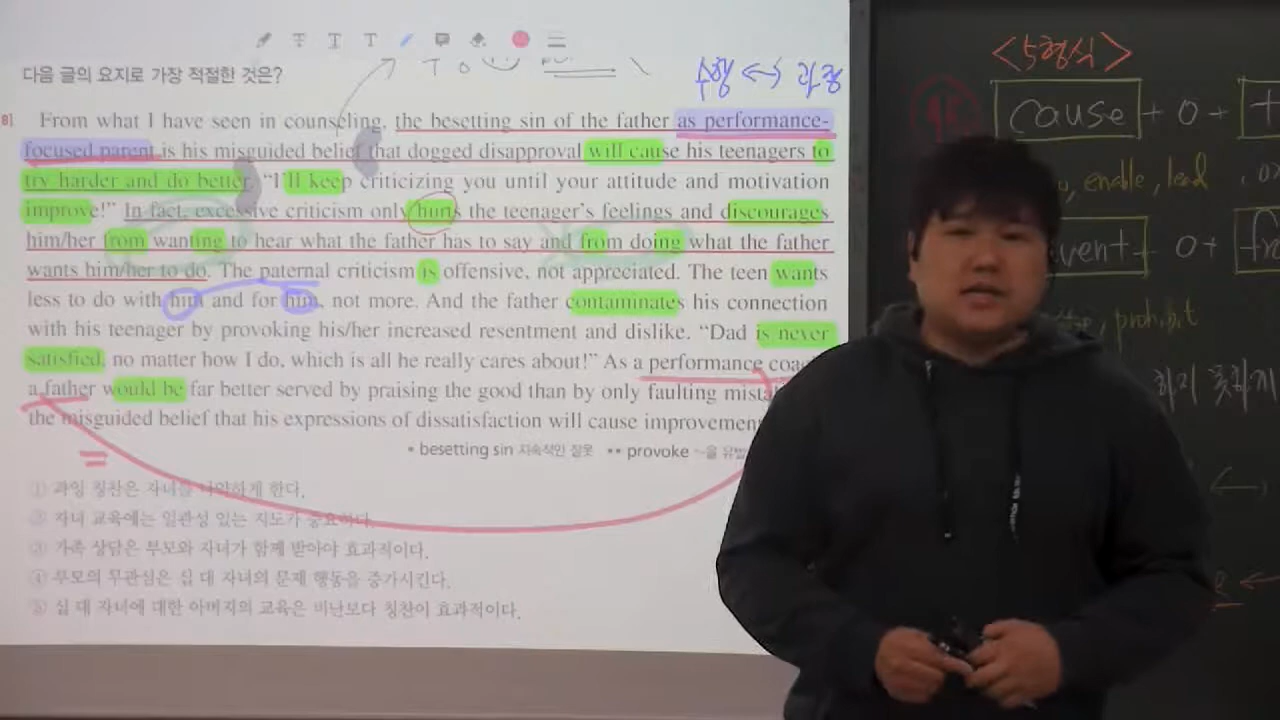 다음 글의 요지로 가장 적절한 것은?
수행 <-> 과정
8] From what I have seen in counseling, the besetting sin of the father as performance-
focused parent is his misguided belief that dogged disapproval will cause his teenagers to
try harder and do better. “I’ll keep criticizing you until your attitude and motivation
improve!” In fact, excessive criticism only hurts the teenager’s feelings and discourages
him/her from wanting to hear what the father has to say and from doing what the father
wants him/her to do. The paternal criticism is offensive, not appreciated. The teen wants
less to do with him and for him, not more. And the father contaminates his connection
with his teenager by provoking his/her increased resentment and dislike. “Dad is never
satisfied, no matter how I do, which is all he really cares about!” As a performance
a father would be far better served by praising the good than by only faulting
the misguided belief that his expressions of dissatisfaction will cause
* besetting sin 지속적인 잘못 ** provoke ~을
① 과잉 칭찬은 자녀를 나약하게 한다.
② 자녀 교육에는 일관성 있는 지도가 중요하다.
③ 가족 상담은 부모와 자녀가 함께 받아야 효과적이다.
④ 부모의 무관심은 십 대 자녀의 문제 행동을 증가시킨다.
⑤ 십 대 자녀에 대한 아버지의 교육은 비난보다 칭찬이 효과적이다.
<5형식>
cause + o +
, enable, lead
+ o +
, prohibit
하지 못하게